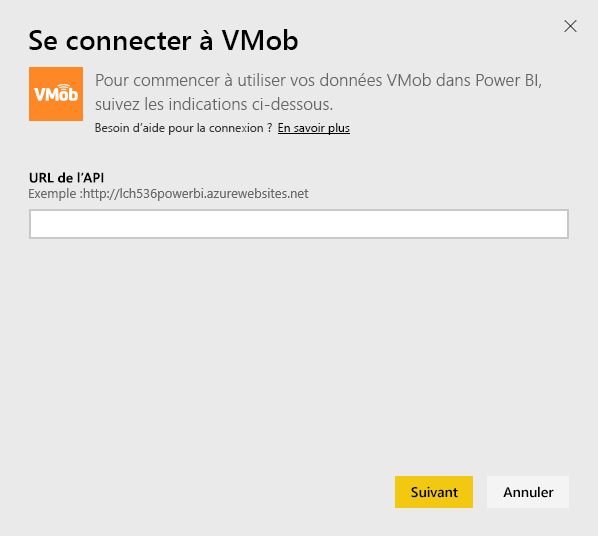 Se connecter à VMob
VMob
Pour commencer à utiliser vos données VMob dans Power BI,
suivez les indications ci-dessous.
Besoin d'aide pour la connexion ? En savoir plus
URL de l'API
Exemple :http://lch536powerbi.azurewebsites.net
Suivant
Annuler